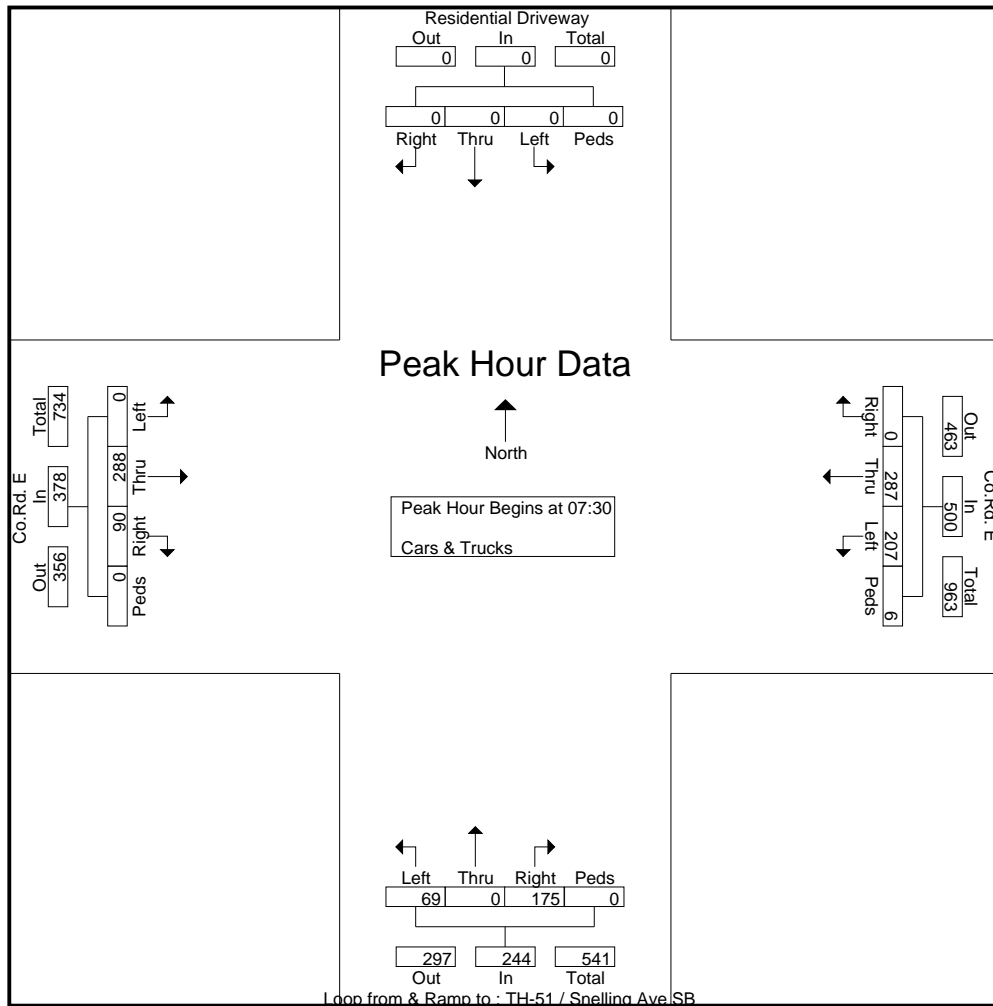 Residential Driveway
Out In Total
0 0 0
0 0 0 0
Right Thru Left Peds
Peak Hour Data
North
Peak Hour Begins at 07:30
Cars & Trucks
Co.Rd. E
Out In Total
356 378 734
0 288 90 0
Left Thru Right Peds
Co.Rd. E
Out In Total
463 500 963
0 287 207 6
Right Thru Left Peds
Left Thru Right Peds
69 0 175 0
297 244 541
Out In Total
Loop from & Ramp to : TH-51 / Snelling Ave SB